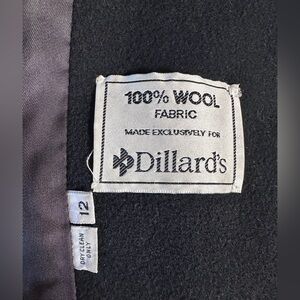 100% WOOL
FABRIC
MADE EXCLUSIVELY FOR
Dillard's
12
DRY CLEAN
ONLY